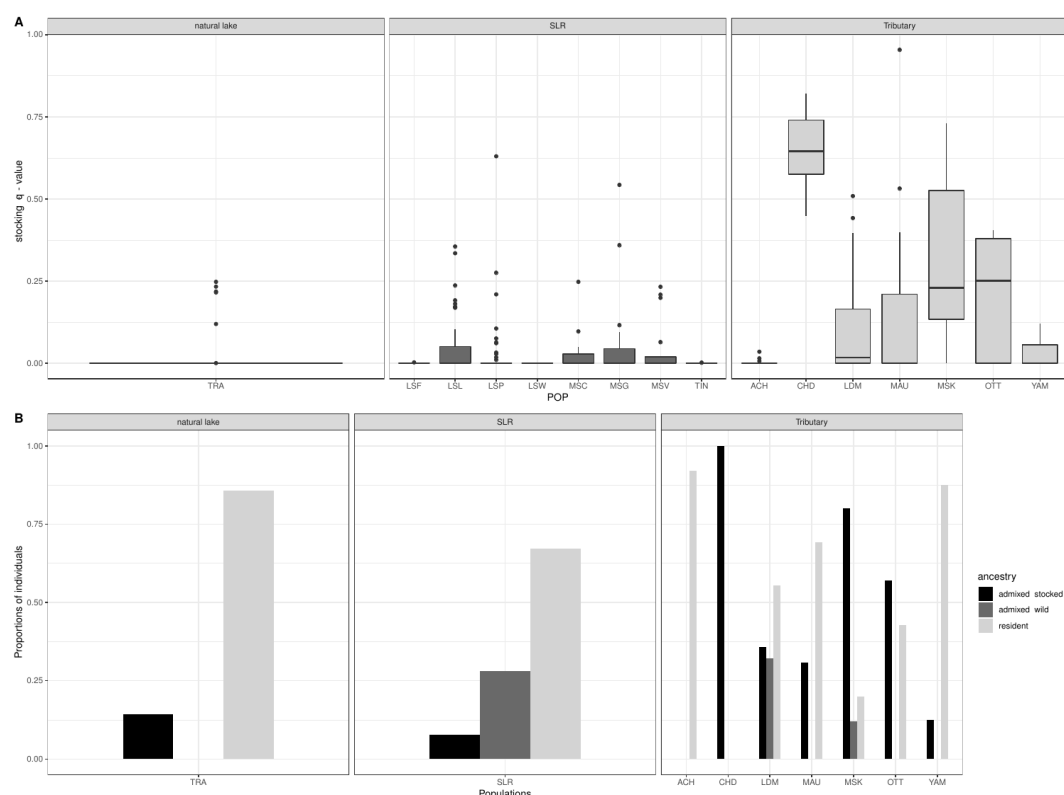 A
natural lake SLR Tributary
stocking q - value
1.00
0.75
0.50
0.25
0.00
TRA LSF LSL LSP LSW MSC MSG MSV TIN ACH CHD LDM MAU MSK OTT YAM
POP
B
natural lake SLR Tributary
Proportions of individuals
1.00
0.75
0.50
0.25
0.00
ancestry
admixed stocked
admixed wild
resident
TRA SLR ACH CHD LDM MAU MSK OTT YAM
Populations